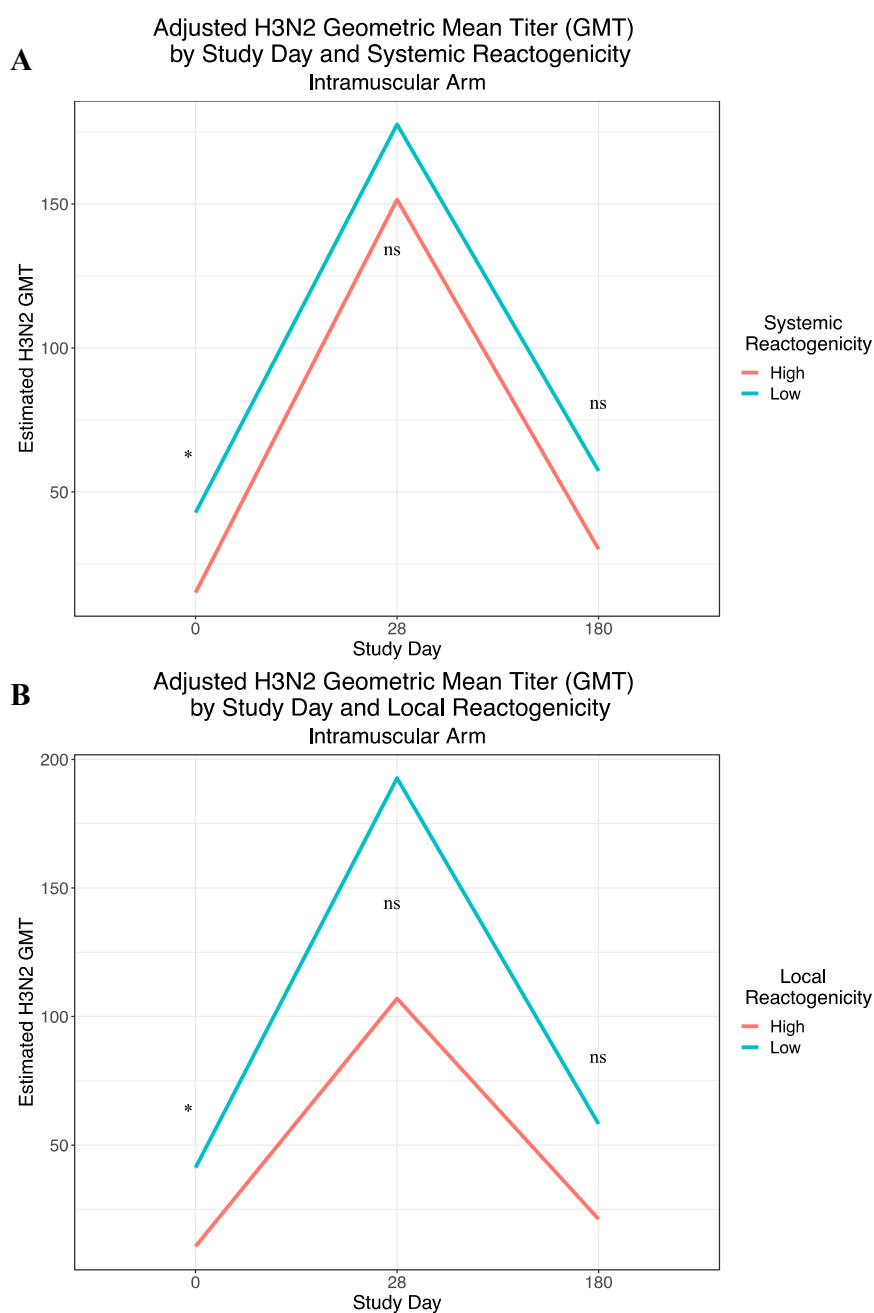 A
Adjusted H3N2 Geometric Mean Titer (GMT)
by Study Day and Systemic Reactogenicity
Intramuscular Arm
Estimated H3N2 GMT
150
100
50
*
ns
ns
0
28
180
Study Day
Systemic
Reactogenicity
High
Low
B
Adjusted H3N2 Geometric Mean Titer (GMT)
by Study Day and Local Reactogenicity
Intramuscular Arm
Estimated H3N2 GMT
200
150
100
50
*
ns
ns
0
28
180
Study Day
Local
Reactogenicity
High
Low